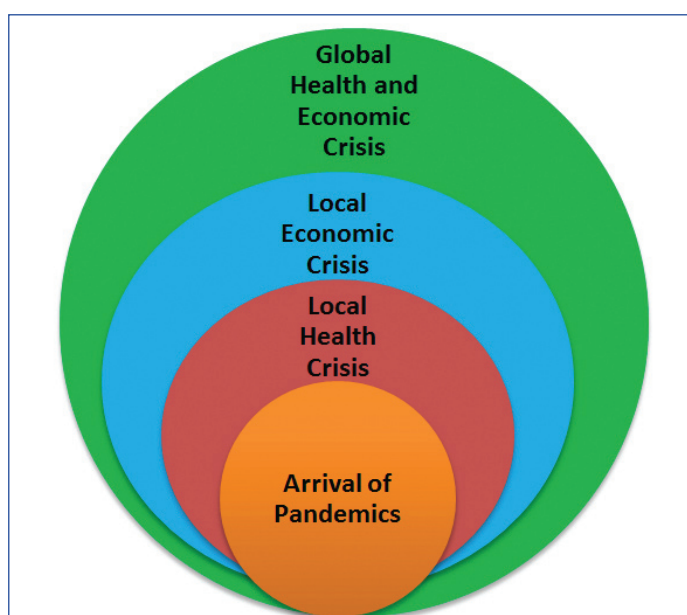 Global
Health and
Economic
Crisis
Local
Economic
Crisis
Local
Health
Crisis
Arrival of
Pandemics